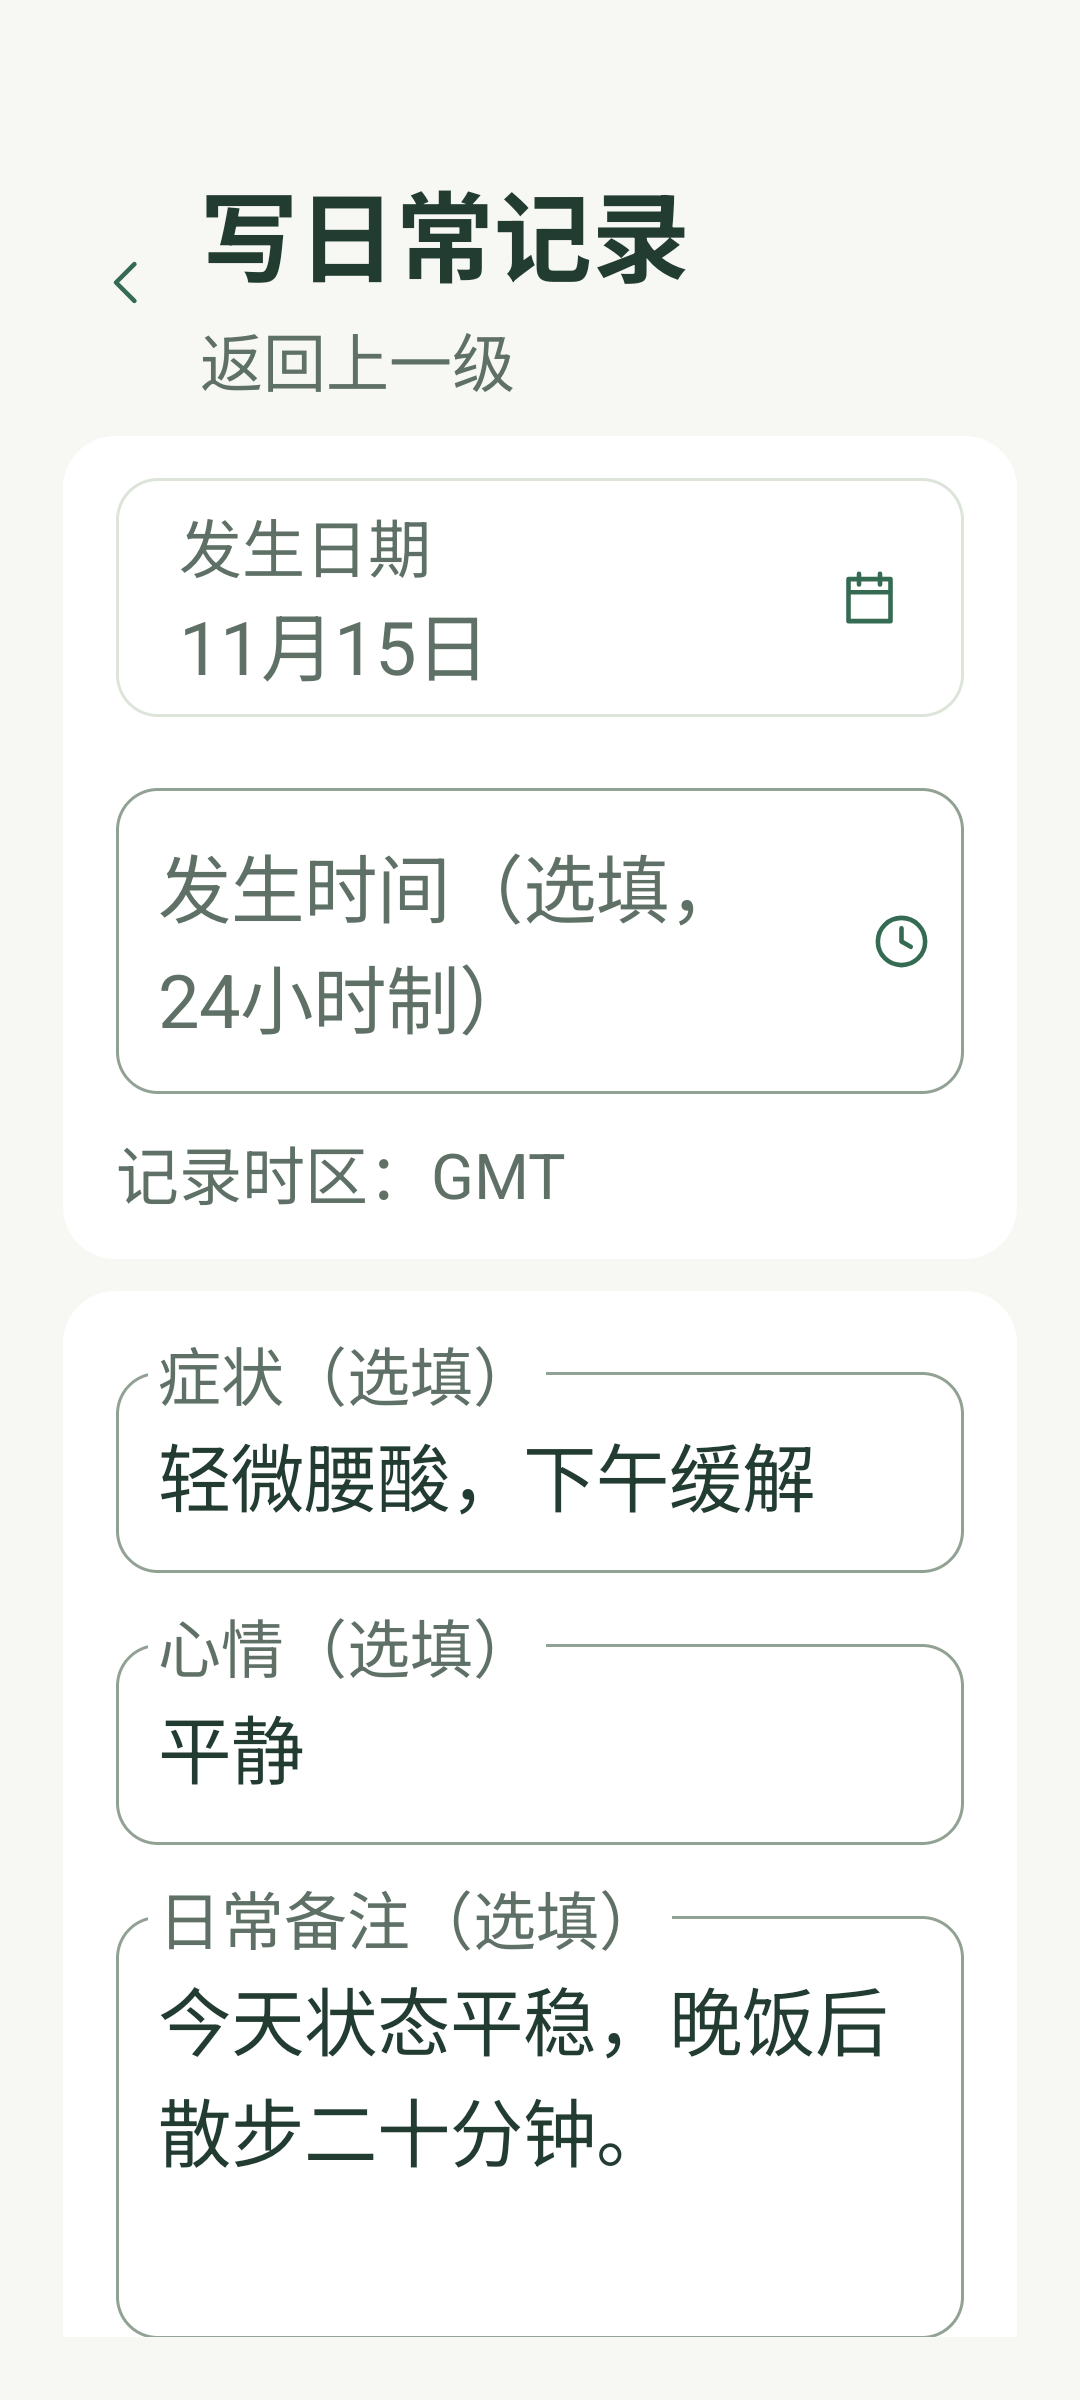 写日常记录
返回上一级
发生日期
11月15日
发生时间（选填，
24小时制）
记录时区：GMT
症状（选填）
轻微腰酸，下午缓解
心情（选填）
平静
日常备注（选填）
今天状态平稳，晚饭后
散步二十分钟。